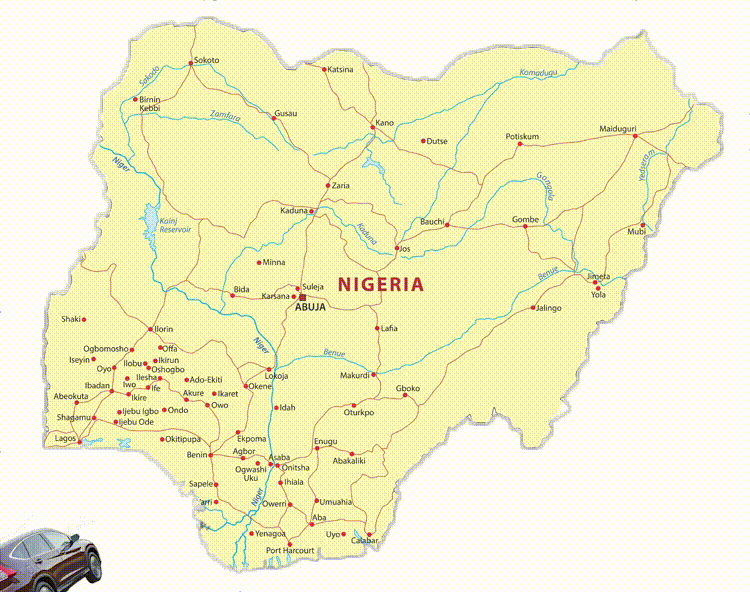 Sokoto
Katsina
Sokodo
Komadugu
Birnin
Kebbi
Zamfara
Gusau
Kano
Dutse
Potiskum
Maiduguri
Niger
Yedseram
Zaria
Gongola
Kaduna
Kainj
Reservoir
Kaduna
Bauchi
Gombe
Mubi
Jos
Minna
Benue
Jimeta
Yola
Bida
Suleja
Karsana
ABUJA
NIGERIA
Jalingo
Shaki
Ilorin
Lafia
Niger
Ogbomosho
Offa
Benue
Iseyin
Ilobu
Ikirun
Oyo
Oshogbo
Lokoja
Makurdi
Iwo
Ilesha
Ado-Ekiti
Okene
Ibadan
Ife
Gboko
Abeokuta
Ikire
Akure
Ikaret
Owo
Idah
Oturkpo
Shagamu
Ijebu Igbo
Ondo
Ijebu Ode
Lagos
Okitipupa
Ekpoma
Enugu
Benin
Agbor
Asaba
Abakaliki
Ogwashi
Uku
Onitsha
Sapele
Ihiala
Niger
arri
Owerri
Umuahia
Aba
Yenagoa
Uyo
Calabar
Port Harcourt